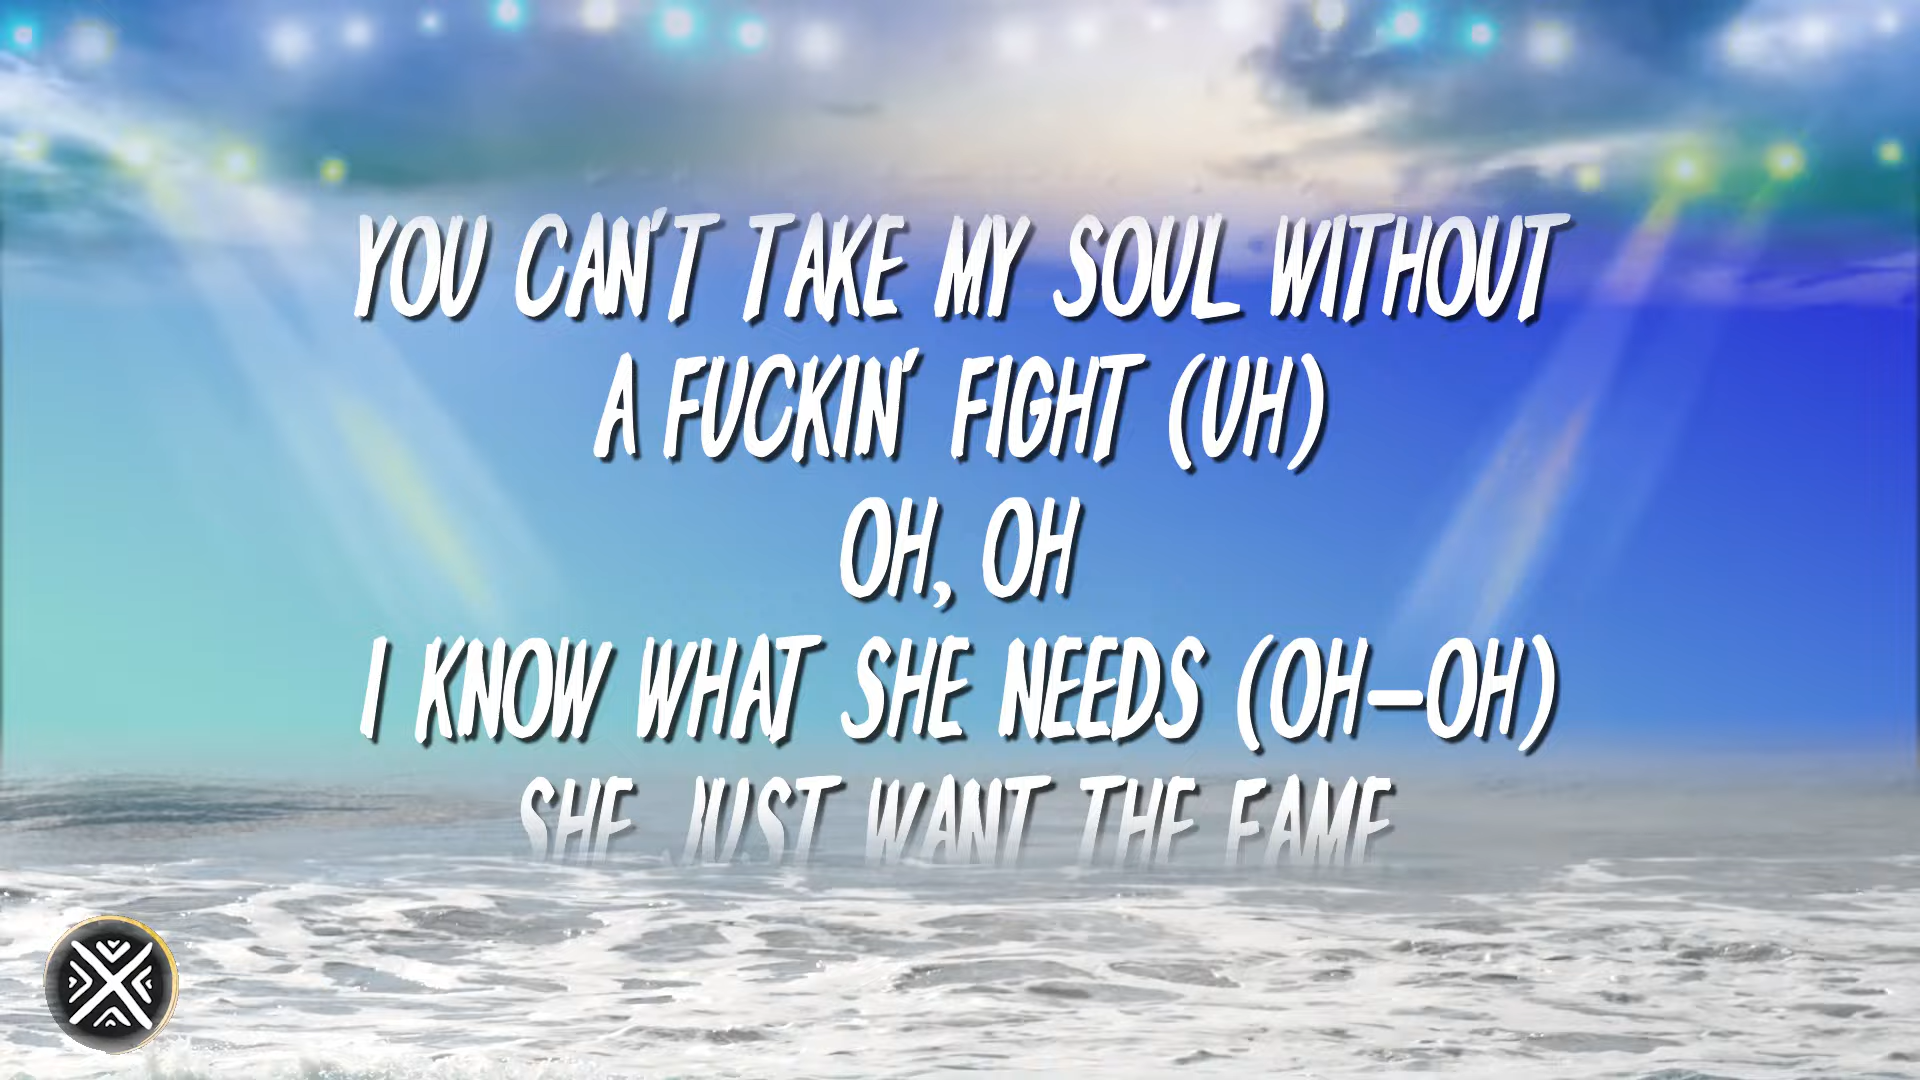 YOU CAN'T TAKE MY SOUL WITHOUT
A FUCKIN' FIGHT (UH)
OH, OH
I KNOW WHAT SHE NEEDS (OH-OH)
SHE JUST WANT THE FAME